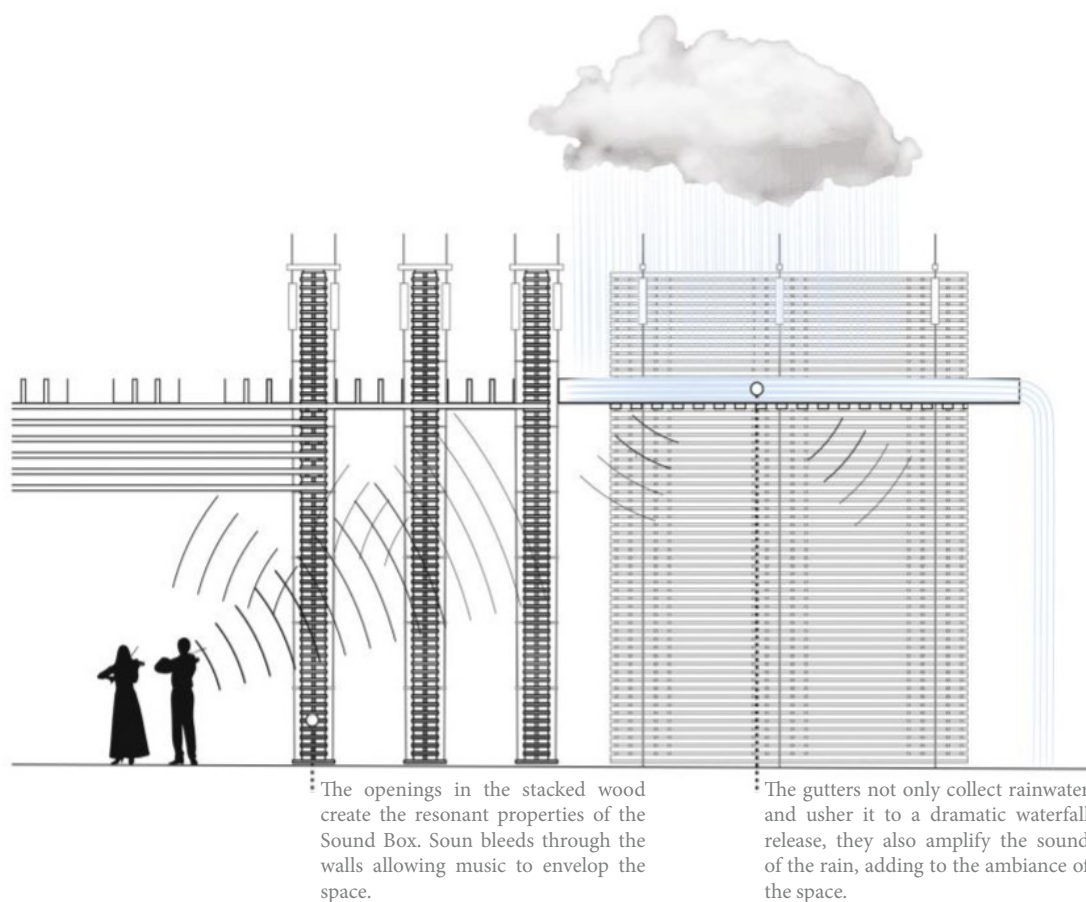 The openings in the stacked wood
create the resonant properties of the
Sound Box. Soun bleeds through the
walls allowing music to envelop the
space.
The gutters not only collect rainwater
and usher it to a dramatic waterfall
release, they also amplify the sound
of the rain, adding to the ambiance of
the space.